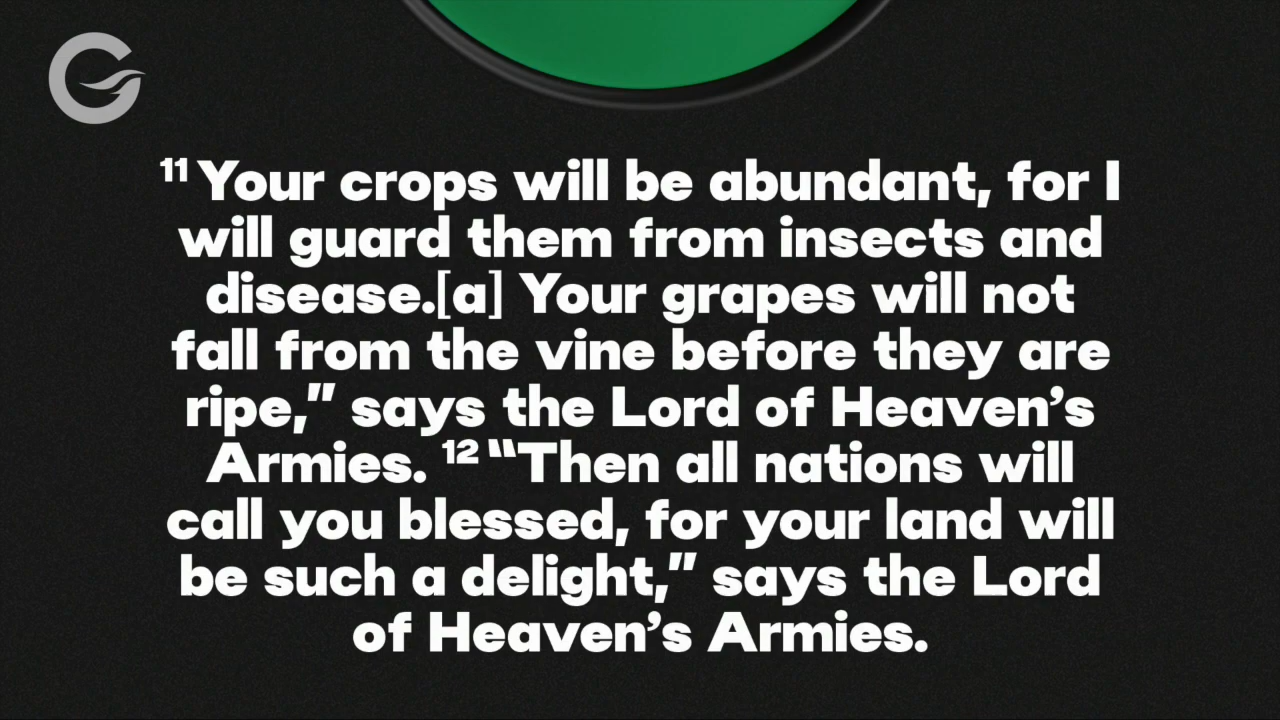 ¹¹ Your crops will be abundant, for I
will guard them from insects and
disease.[a] Your grapes will not
fall from the vine before they are
ripe,” says the Lord of Heaven’s
Armies. ¹² “Then all nations will
call you blessed, for your land will
be such a delight,” says the Lord
of Heaven’s Armies.